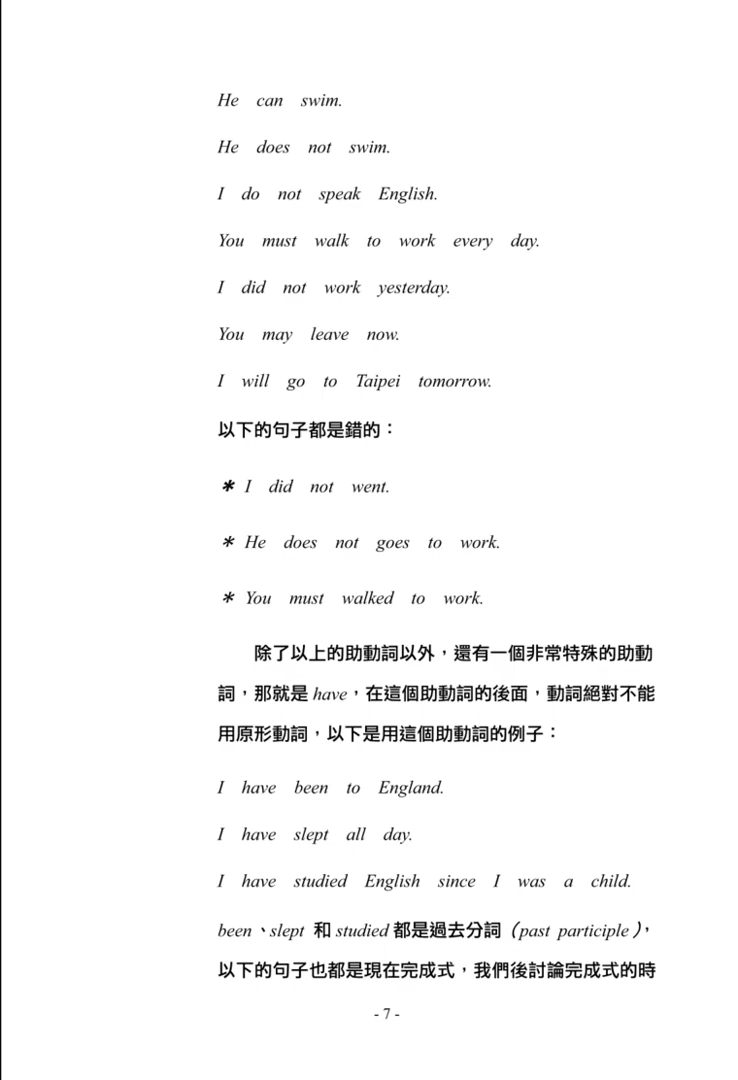 He can swim.
He does not swim.
I do not speak English.
You must walk to work every day.
I did not work yesterday.
You may leave now.
I will go to Taipei tomorrow.
以下的句子都是錯的：
* I did not went.
* He does not goes to work.
* You must walked to work.
除了以上的助動詞以外，還有一個非常特殊的助動
詞，那就是 have，在這個助動詞的後面，動詞絕對不能
用原形動詞，以下是用這個助動詞的例子：
I have been to England.
I have slept all day.
I have studied English since I was a child.
been、slept 和 studied 都是過去分詞（past participle），
以下的句子也都是現在完成式，我們後討論完成式的時
- 7 -